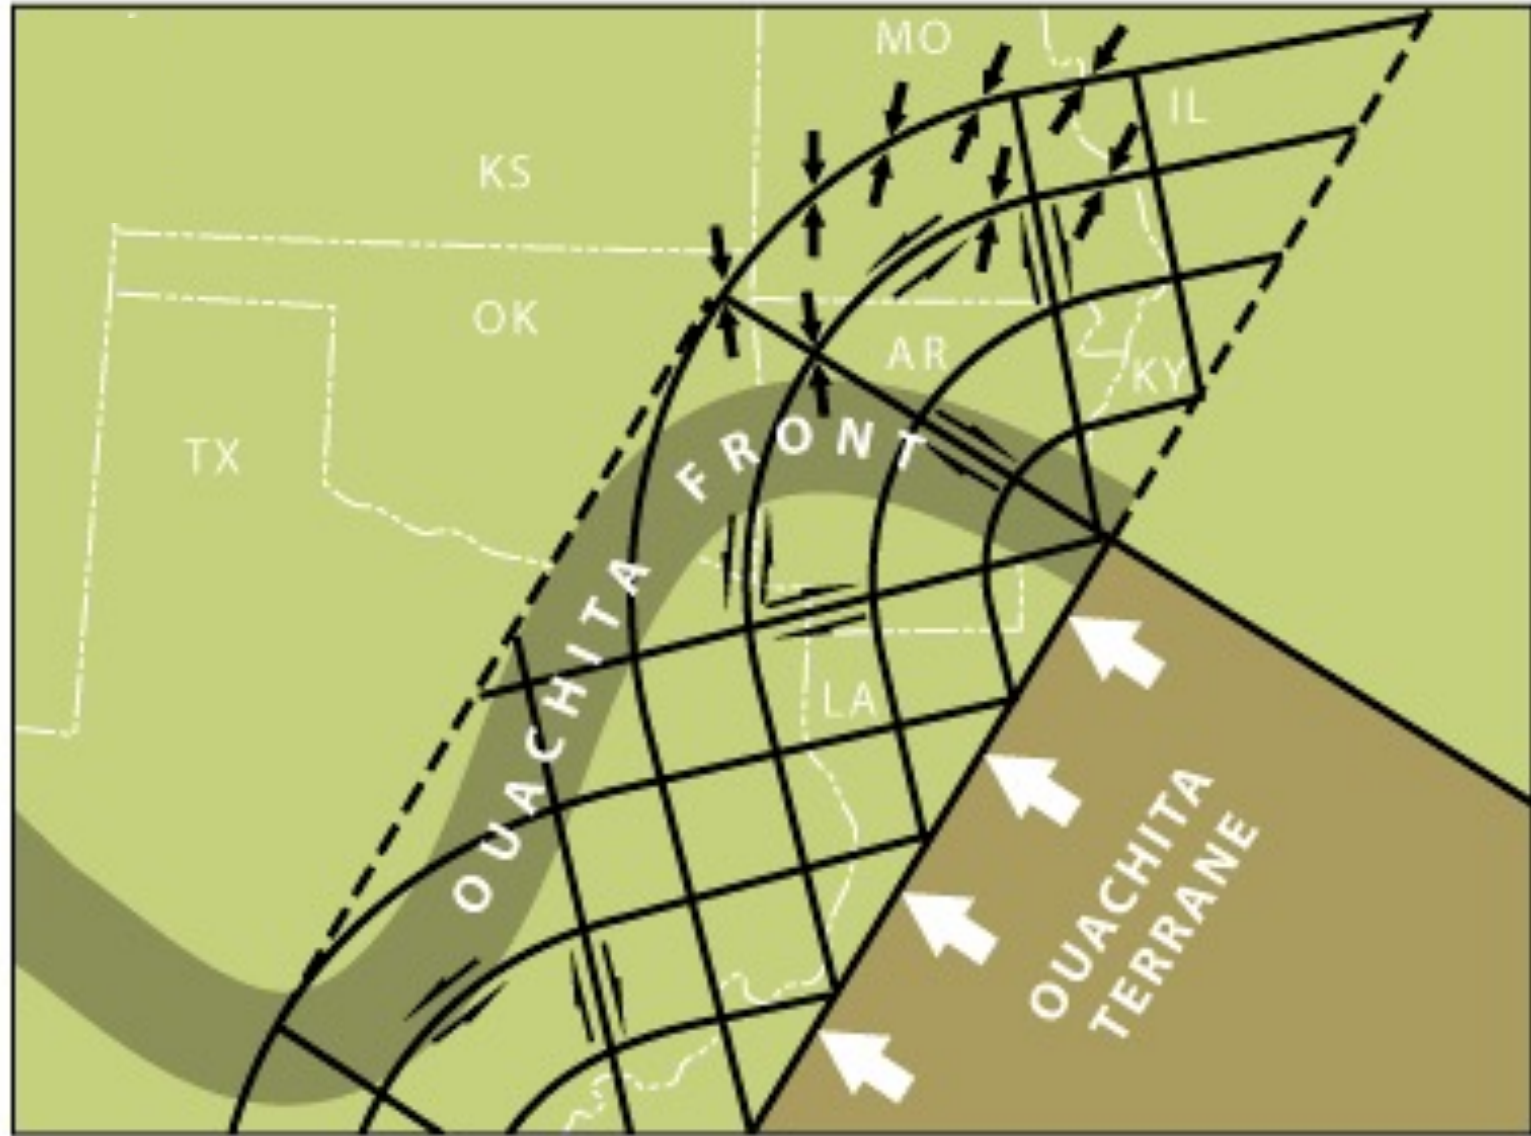 MO
IL
KS
OK
AR
KY
TX
OUACHITA FRONT
LA
OUACHITA
TERRANE